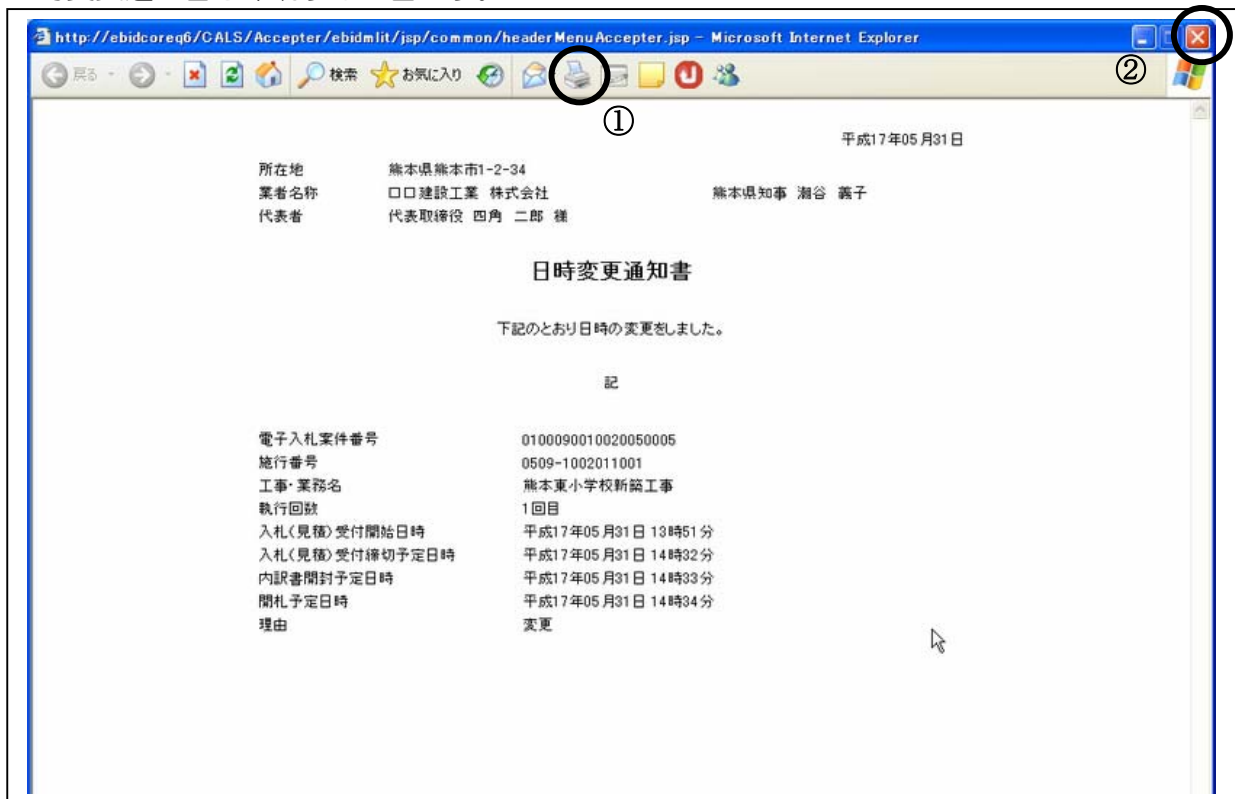 http://ebidcoreq6/CALS/Accepter/ebidmlit/jsp/common/headerMenuAccepter.jsp - Microsoft Internet Explorer
戻る 検索 お気に入り
① ②
平成17年05月31日
所在地 熊本県熊本市1-2-34
業者名称 口口建設工業 株式会社 熊本県知事 潮谷 義子
代表者 代表取締役 四角 二郎 様
日時変更通知書
下記のとおり日時の変更をしました。
記
電子入札案件番号 0100090010020050005
施行番号 0509-1002011001
工事・業務名 熊本東小学校新築工事
執行回数 1回目
入札(見積)受付開始日時 平成17年05月31日 13時51分
入札(見積)受付締切予定日時 平成17年05月31日 14時32分
内訳書開封予定日時 平成17年05月31日 14時33分
開札予定日時 平成17年05月31日 14時34分
理由 変更